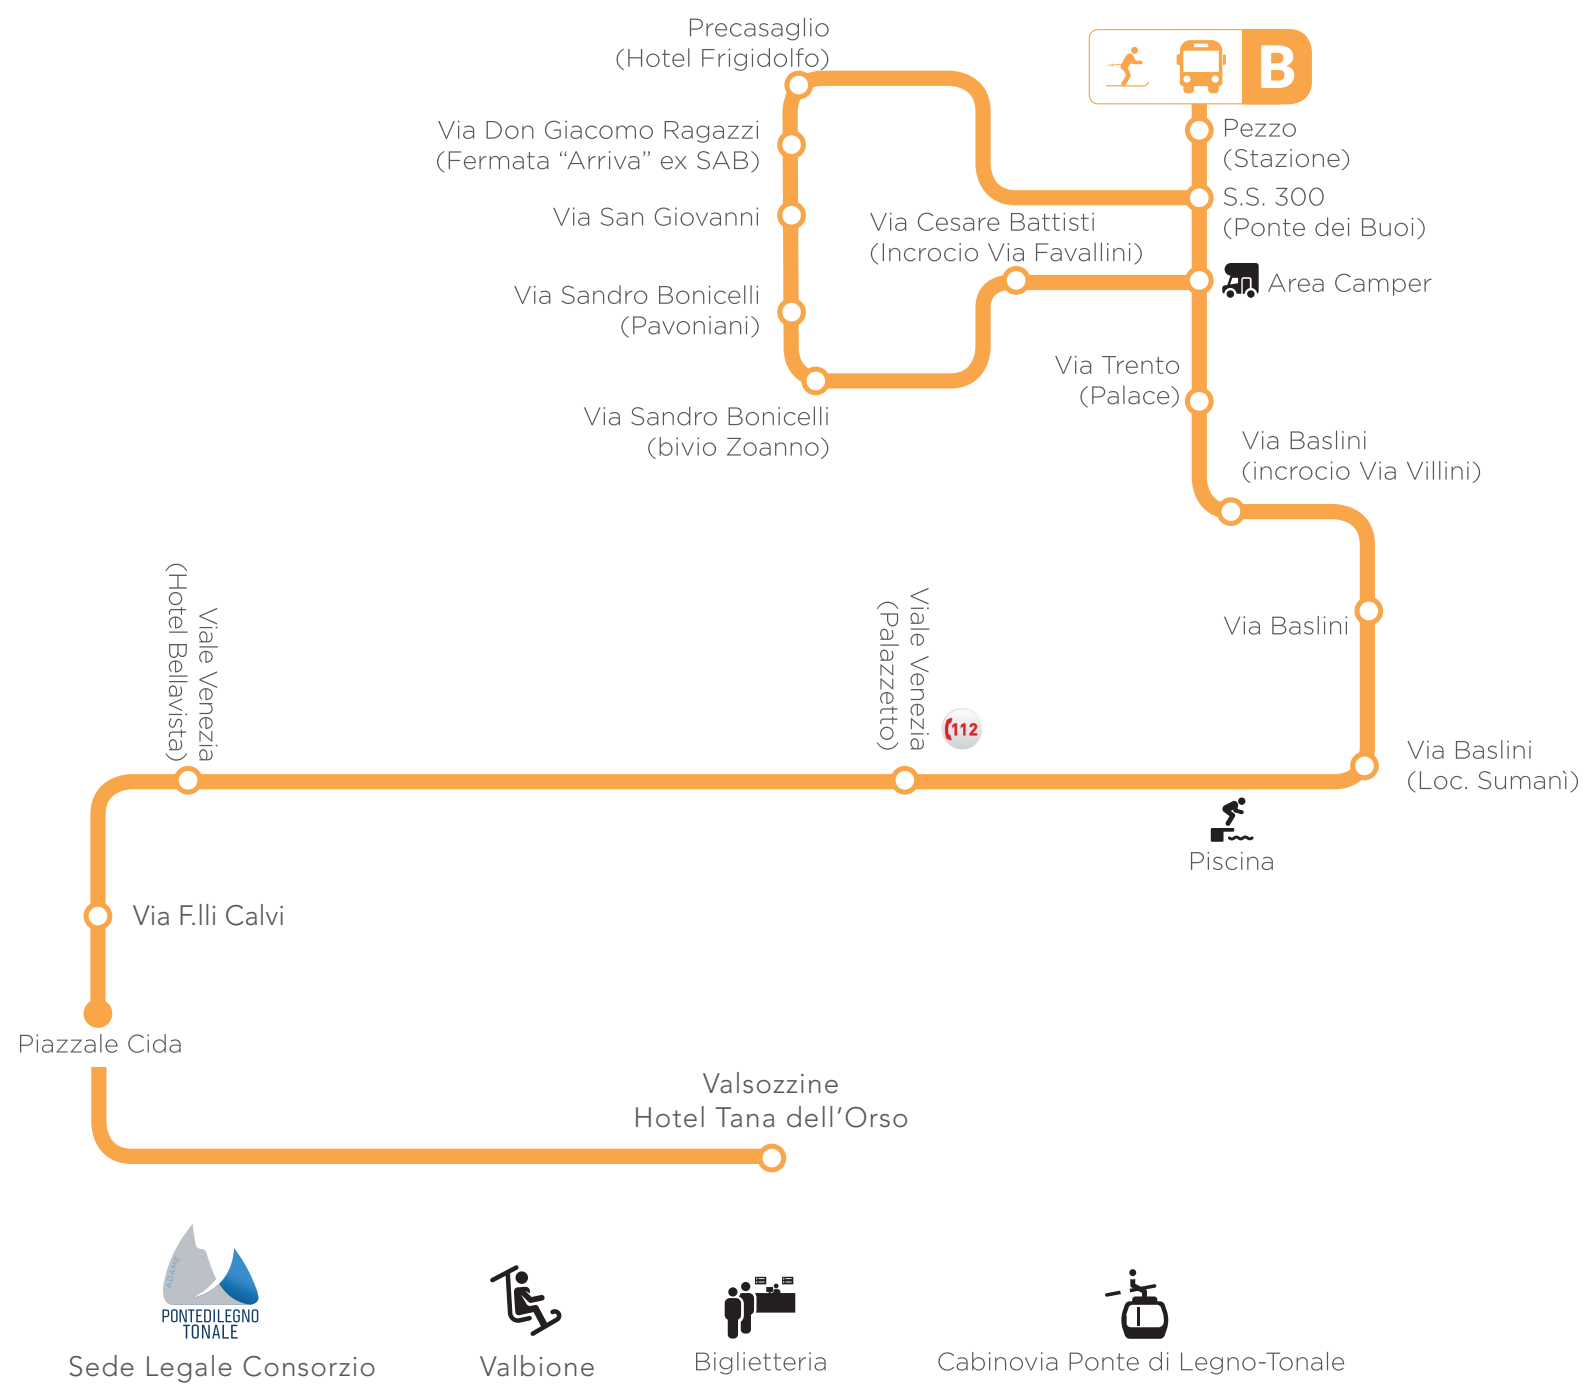 Precasaglio
(Hotel Frigidolfo)
B
Via Don Giacomo Ragazzi
(Fermata “Arriva” ex SAB)
Pezzo
(Stazione)
Via San Giovanni
S.S. 300
(Ponte dei Buoi)
Via Cesare Battisti
(Incrocio Via Favallini)
Area Camper
Via Sandro Bonicelli
(Pavoniani)
Via Trento
(Palace)
Via Sandro Bonicelli
(bivio Zoanno)
Via Baslini
(incrocio Via Villini)
Viale Venezia
(Hotel Bellavista)
Viale Venezia
(Palazzetto)
112
Via Baslini
Via Baslini
(Loc. Sumanì)
Piscina
Via F.lli Calvi
Piazzale Cida
Valsozzine
Hotel Tana dell’Orso
ADAME
PONTEDILEGNO
TONALE
Sede Legale Consorzio
Valbione
Biglietteria
Cabinovia Ponte di Legno-Tonale